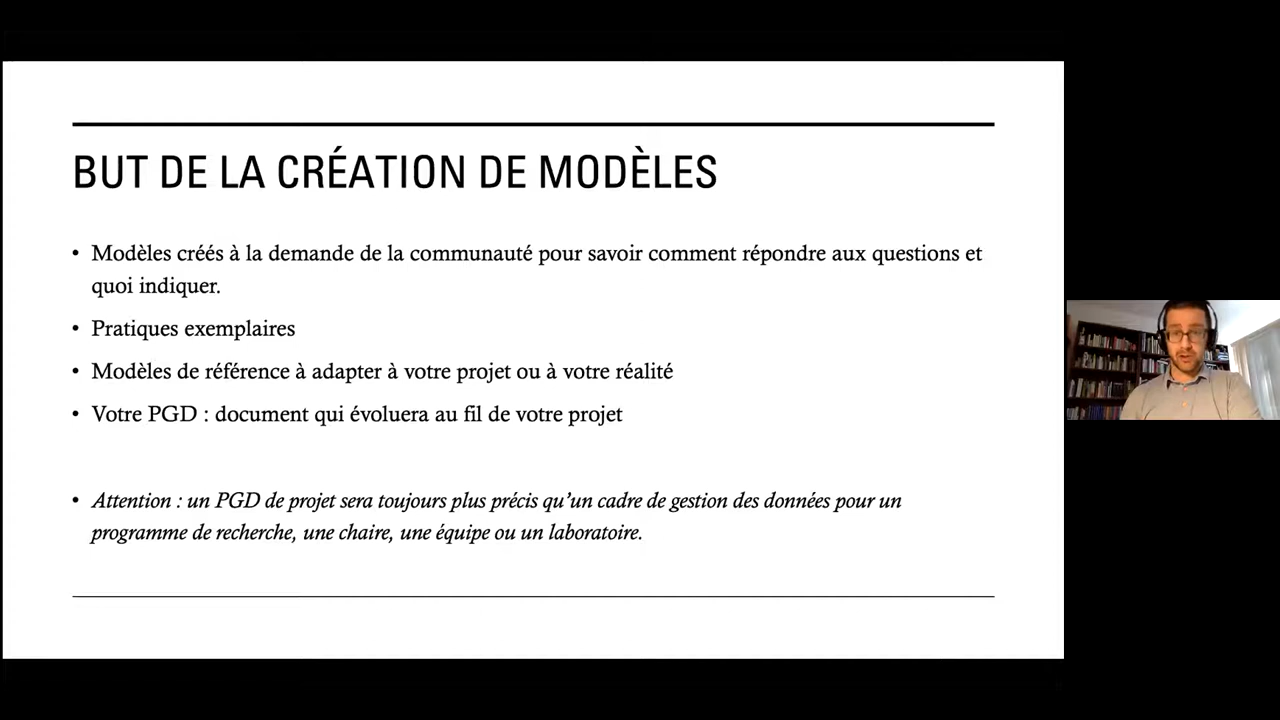 BUT DE LA CRÉATION DE MODÈLES
• Modèles créés à la demande de la communauté pour savoir comment répondre aux questions et
quoi indiquer.
• Pratiques exemplaires
• Modèles de référence à adapter à votre projet ou à votre réalité
• Votre PGD : document qui évoluera au fil de votre projet
• Attention : un PGD de projet sera toujours plus précis qu’un cadre de gestion des données pour un
programme de recherche, une chaire, une équipe ou un laboratoire.